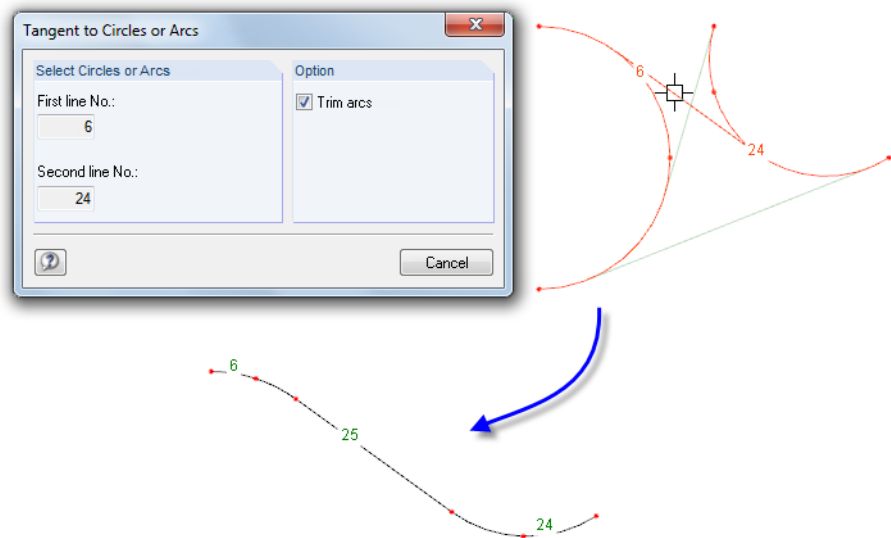 Tangent to Circles or Arcs
Select Circles or Arcs
First line No.:
6
Second line No.:
24
Option
Trim arcs
Cancel
6
24
6
25
24